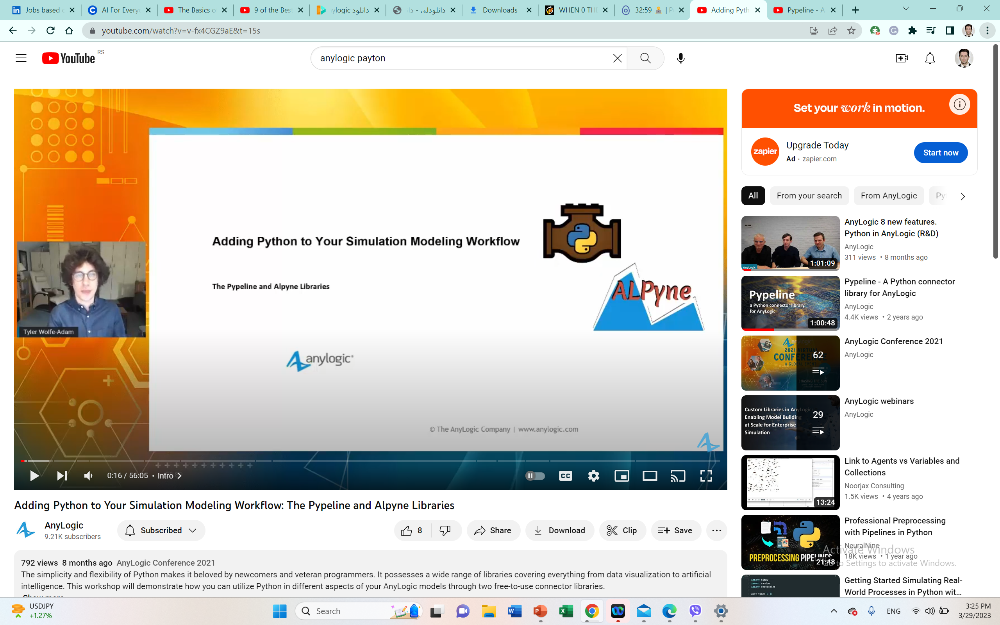 Jobs based
AI For Every
The Basics o
9 of the Best
دانلود anylogic
دانلودلی - دا
Downloads
WHEN 0 TH
32:59
Adding Pyth
Pypeline - A
youtube.com/watch?v=v-fx4CGZ9aE&t=15s
YouTube RS
anylogic payton
Adding Python to Your Simulation Modeling Workflow
The Pypeline and Alpyne Libraries
ALPyne
Tyler Wolfe-Adam
anylogic
© The AnyLogic Company | www.anylogic.com
0:16 / 56:05 • Intro
CC
Adding Python to Your Simulation Modeling Workflow: The Pypeline and Alpyne Libraries
AnyLogic
9.21K subscribers
Subscribed
8
Share
Download
Clip
Save
792 views 8 months ago AnyLogic Conference 2021
The simplicity and flexibility of Python makes it beloved by newcomers and veteran programmers. It possesses a wide range of libraries covering everything from data visualization to artificial
intelligence. This workshop will demonstrate how you can utilize Python in different aspects of your AnyLogic models through two free-to-use connector libraries.
Show more
Set your work in motion.
zapier
Upgrade Today
Ad · zapier.com
Start now
All
From your search
From AnyLogic
Py
AnyLogic
1:01:09
AnyLogic 8 new features.
Python in AnyLogic (R&D)
AnyLogic
311 views • 8 months ago
Pypeline
a Python connector library
for AnyLogic
1:00:48
Pypeline - A Python connector
library for AnyLogic
AnyLogic
4.4K views • 2 years ago
2021 VIRTUAL
CONFERENCE
A GLOBAL EVENT
CHASING THE SUN
62
AnyLogic Conference 2021
AnyLogic
Custom Libraries in AnyLogic:
Enabling Model Building
at Scale for Enterprise
Simulation
29
AnyLogic webinars
AnyLogic
13:24
Link to Agents vs Variables and
Collections
Noorjax Consulting
1.5K views • 4 years ago
PREPROCESSING PIPELINES
21:48
Professional Preprocessing
with Pipelines in Python
NeuralNine
18K views • 1 year ago
Activate Windows
Go to Settings to activate Windows.
import simpy
import random
import statistics
wait_times = []
Getting Started Simulating Real-
World Processes in Python wit...
USDJPY
+1.27%
Search
ENG
3:25 PM
3/29/2023